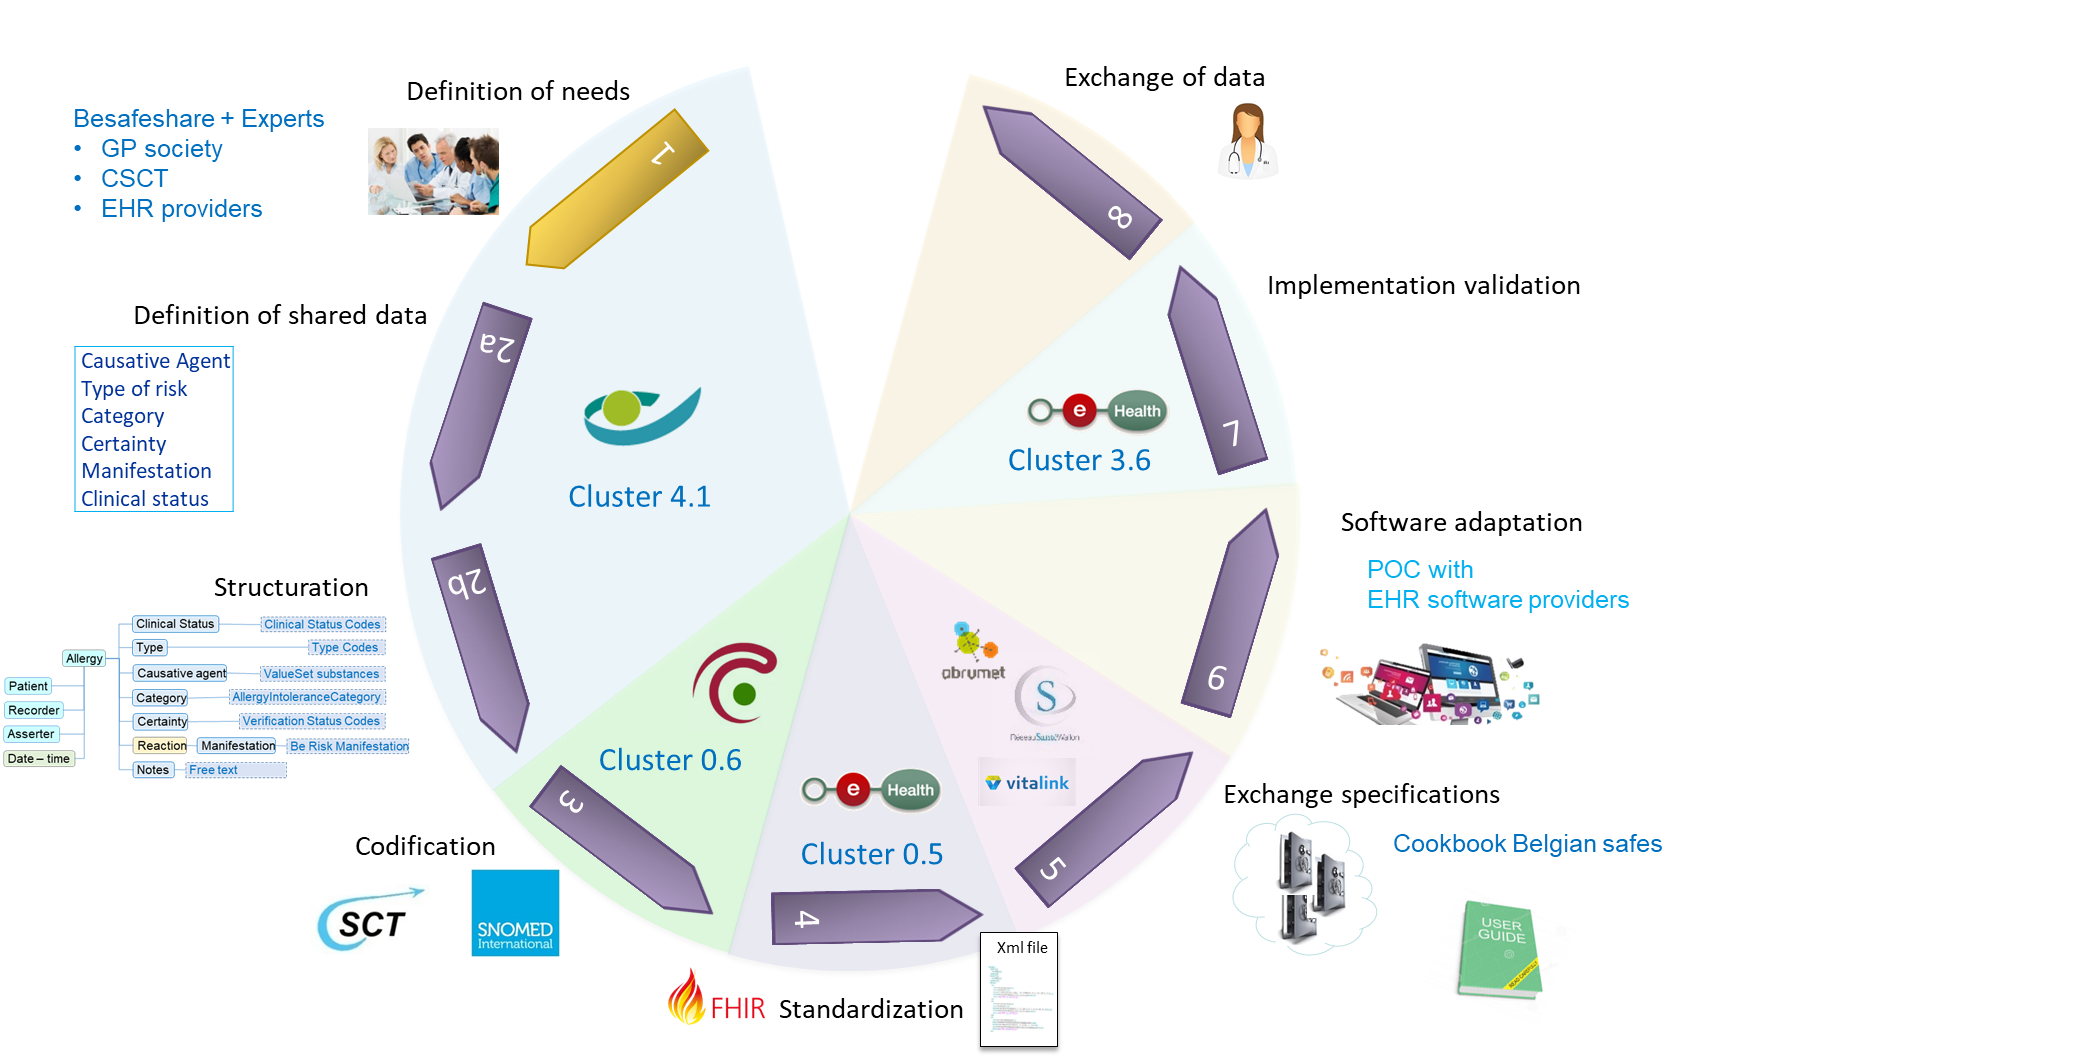 Definition of needs
1
Besafeshare + Experts
• GP society
• CSCT
• EHR providers
Definition of shared data
2a
Causative Agent
Type of risk
Category
Certainty
Manifestation
Clinical status
Cluster 4.1
Structuration
2b
Clinical Status
Clinical Status Codes
Type
Type Codes
Allergy
Causative agent
ValueSet substances
Patient
Category
AllergyIntoleranceCategory
Recorder
Certainty
Verification Status Codes
Asserter
Reaction
Manifestation
Be Risk Manifestation
Date – time
Notes
Free text
Cluster 0.6
3
Codification
SCT
SNOMED
International
e Health
Cluster 0.5
4
FHIR
Standardization
Xml file
abrumet
S
RéseauSantéWallon
vitalink
5
Exchange specifications
Cookbook Belgian safes
USER
GUIDE
READ CAREFULLY
6
Software adaptation
POC with
EHR software providers
7
Implementation validation
e Health
Cluster 3.6
8
Exchange of data